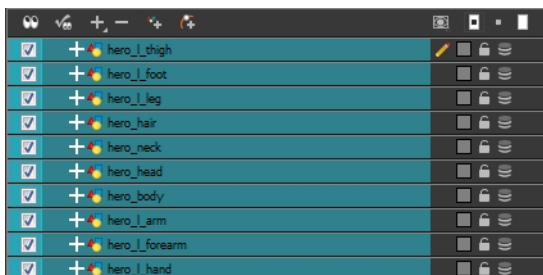 hero_l_thigh
hero_l_foot
hero_l_leg
hero_hair
hero_neck
hero_head
hero_body
hero_l_arm
hero_l_forearm
hero_l_hand